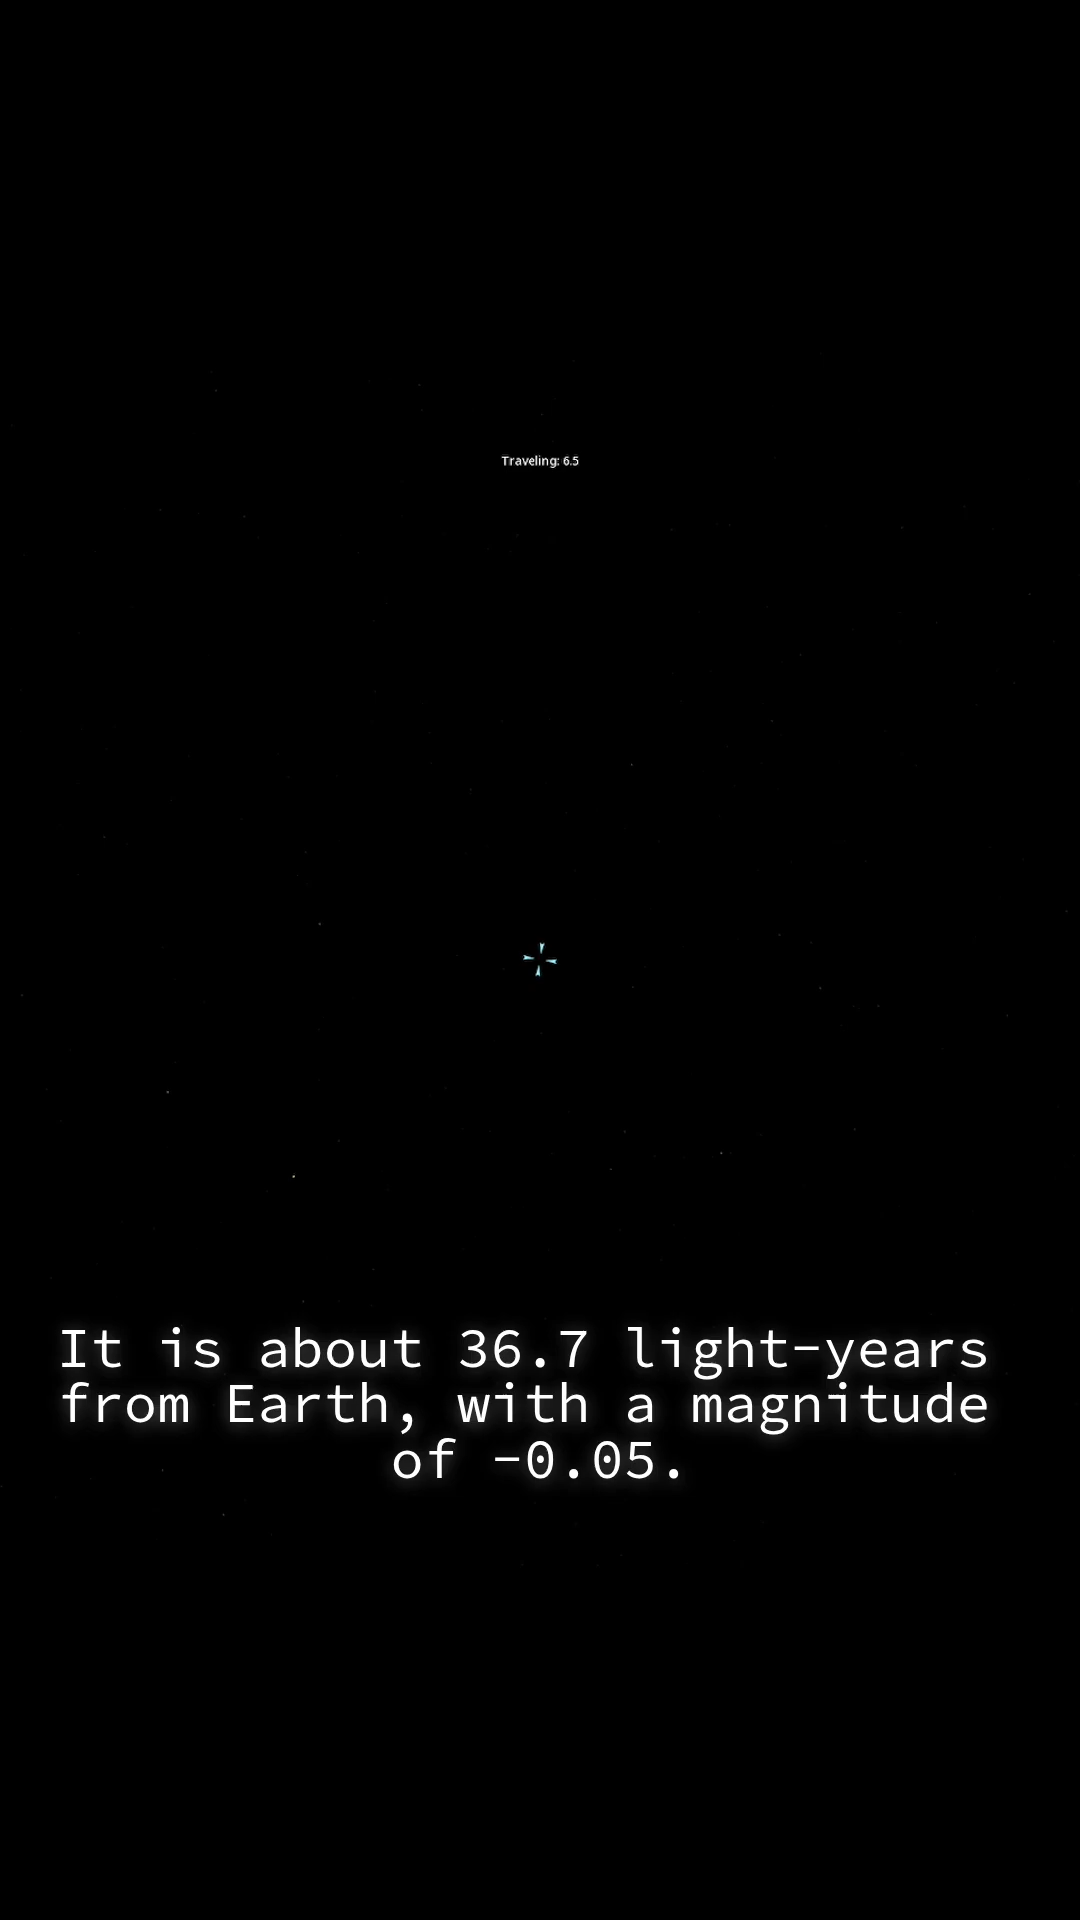 Traveling: 6.5
It is about 36.7 light-years
from Earth, with a magnitude
of -0.05.